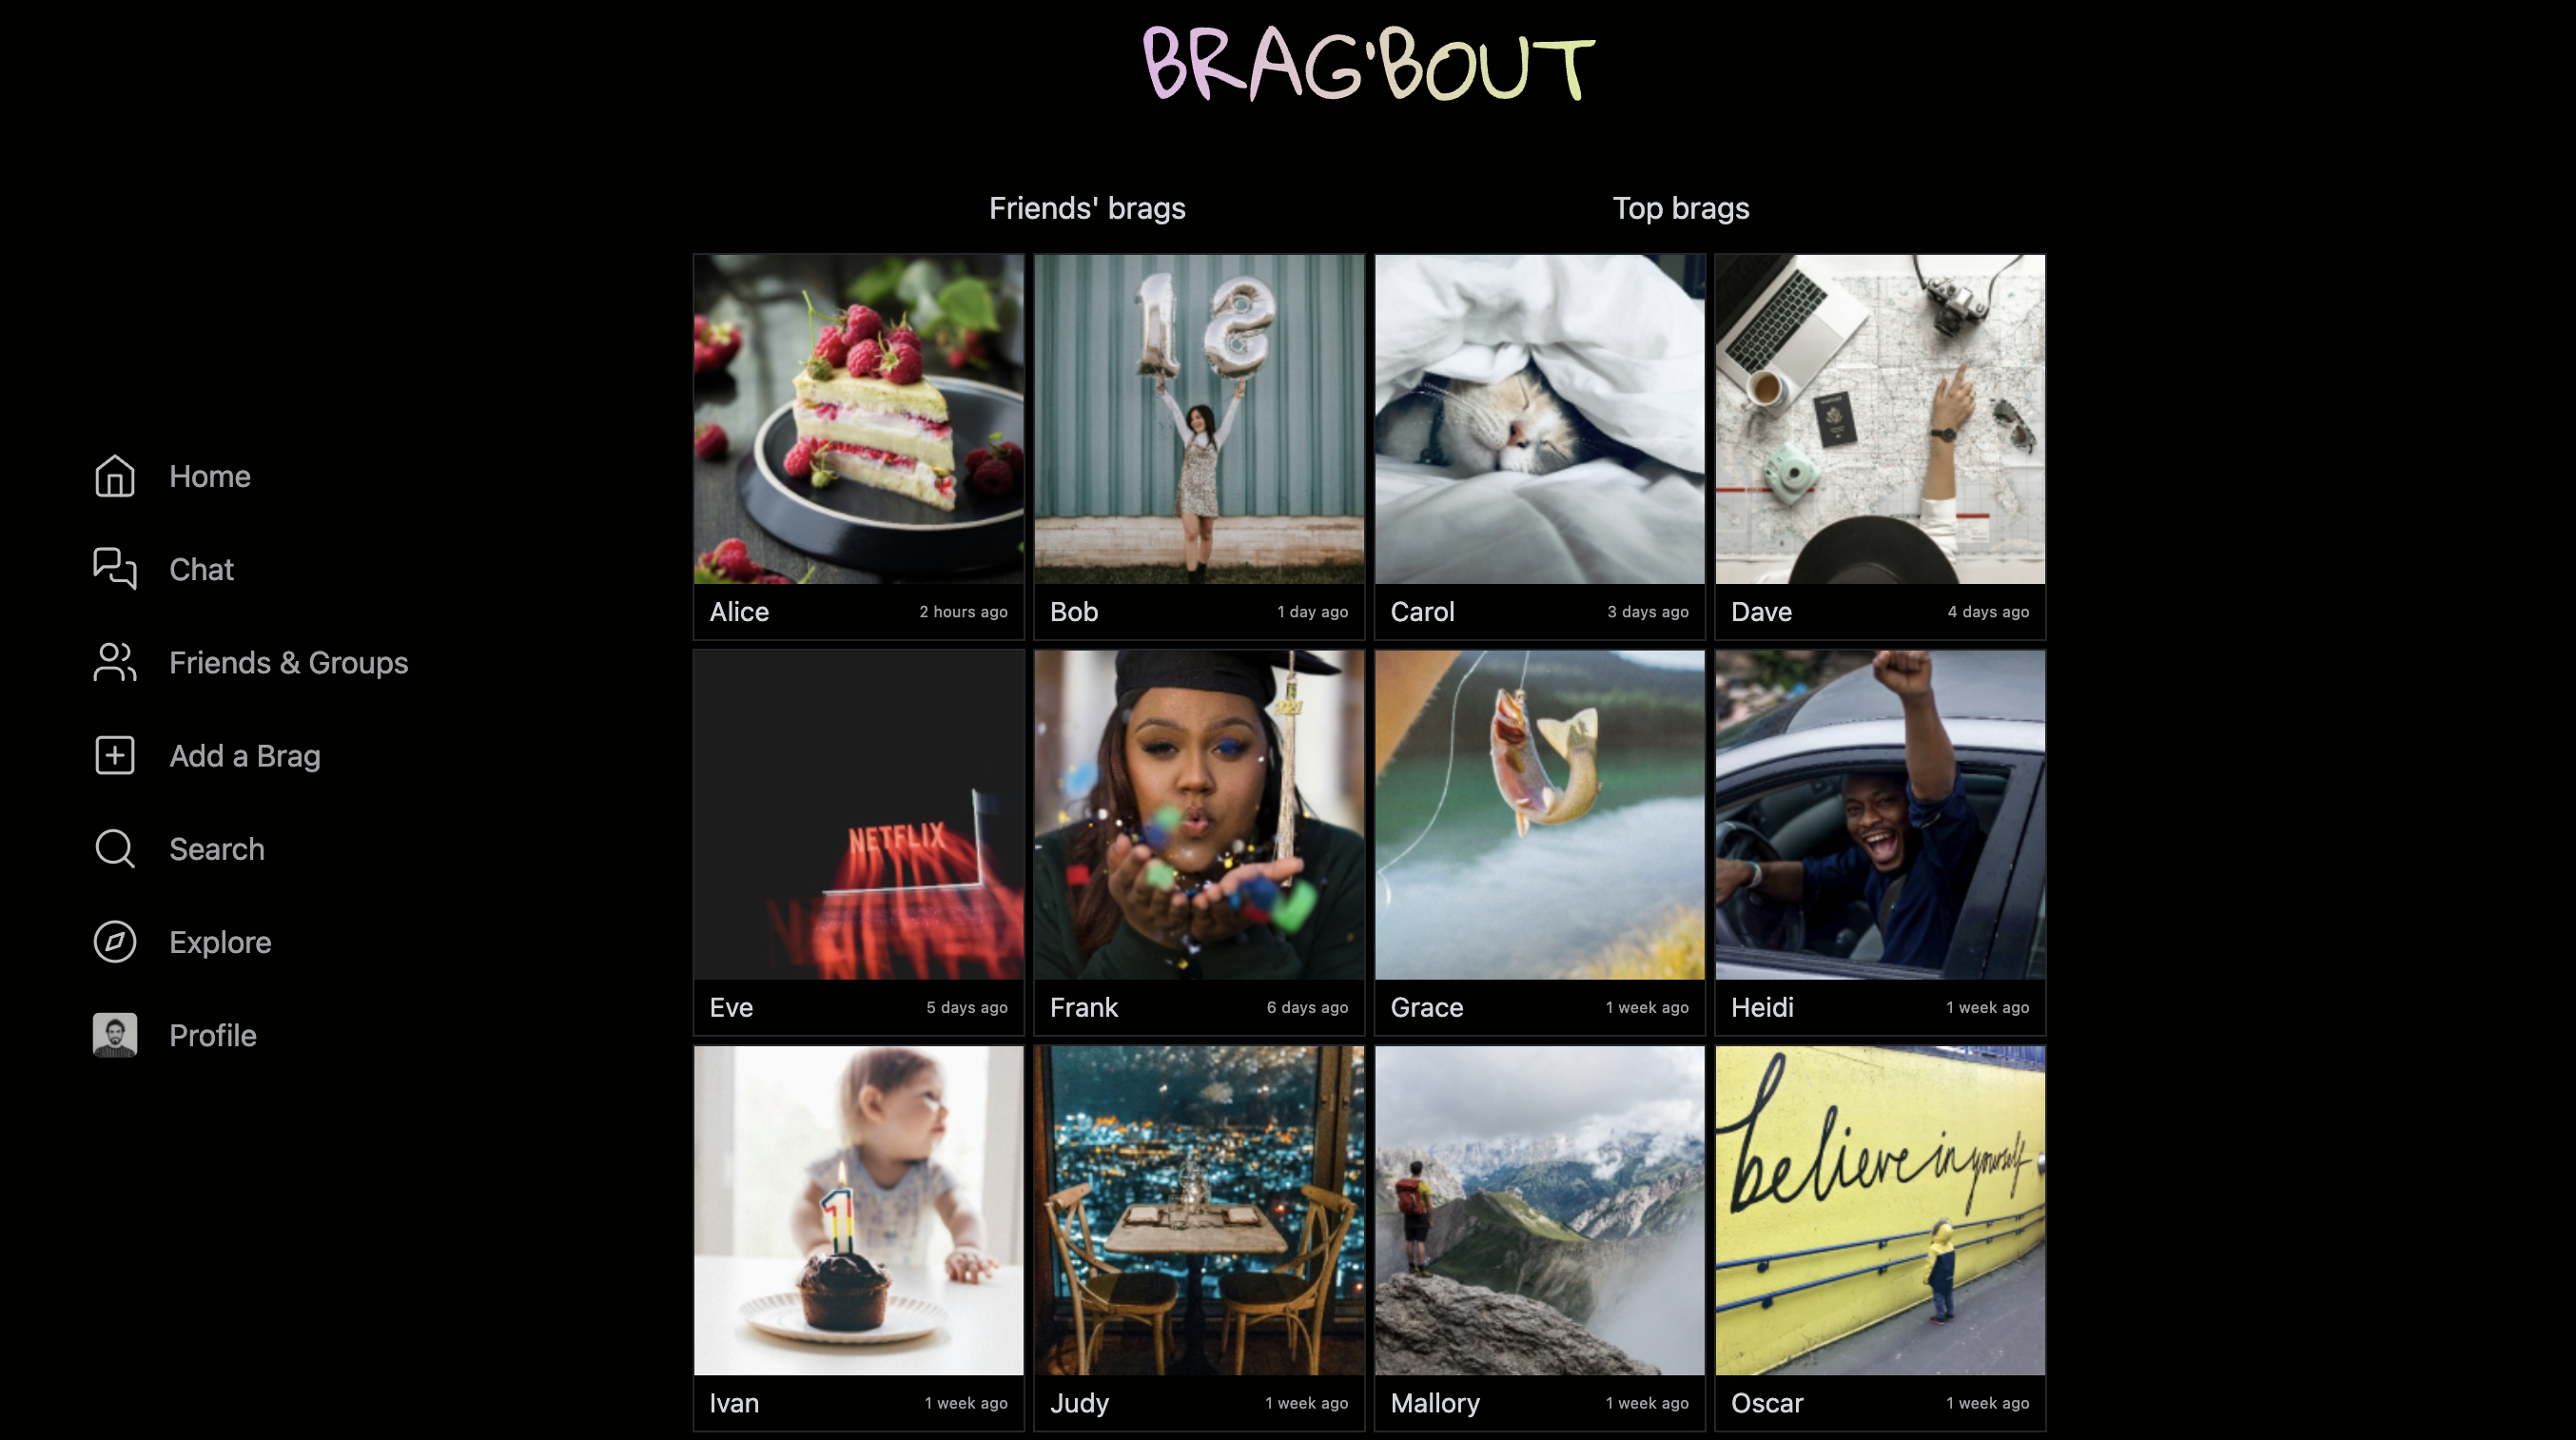 BRAG'BOUT
Friends' brags
Top brags
Home
Chat
Friends & Groups
Add a Brag
Search
Explore
Profile
18
Alice 2 hours ago
Bob 1 day ago
Carol 3 days ago
Dave 4 days ago
NETFLIX
Eve 5 days ago
Frank 6 days ago
Grace 1 week ago
Heidi 1 week ago
1
believe in yourself
Ivan 1 week ago
Judy 1 week ago
Mallory 1 week ago
Oscar 1 week ago